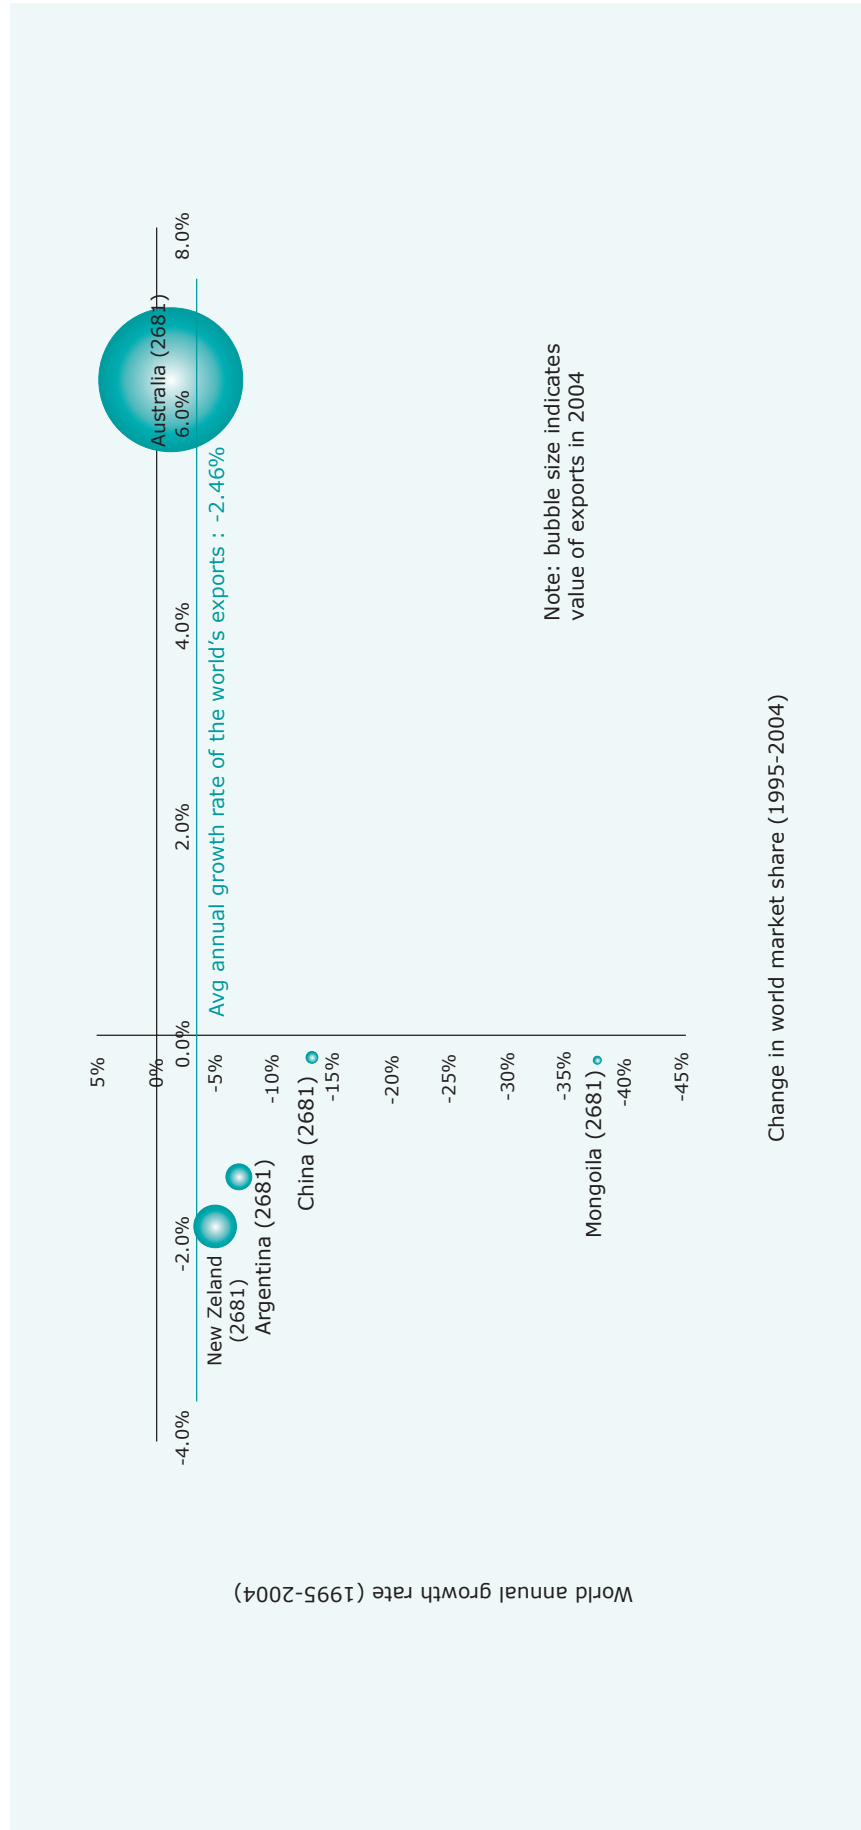 5%
0%
-5%
-10%
-15%
-20%
-25%
-30%
-35%
-40%
-45%
-4.0%
-2.0%
0.0%
2.0%
4.0%
6.0%
8.0%
Australia (2681)
Avg annual growth rate of the world's exports : -2.46%
New Zeland
(2681)
Argentina (2681)
China (2681)
Mongoila (2681)
Note: bubble size indicates
value of exports in 2004
Change in world market share (1995-2004)
World annual growth rate (1995-2004)